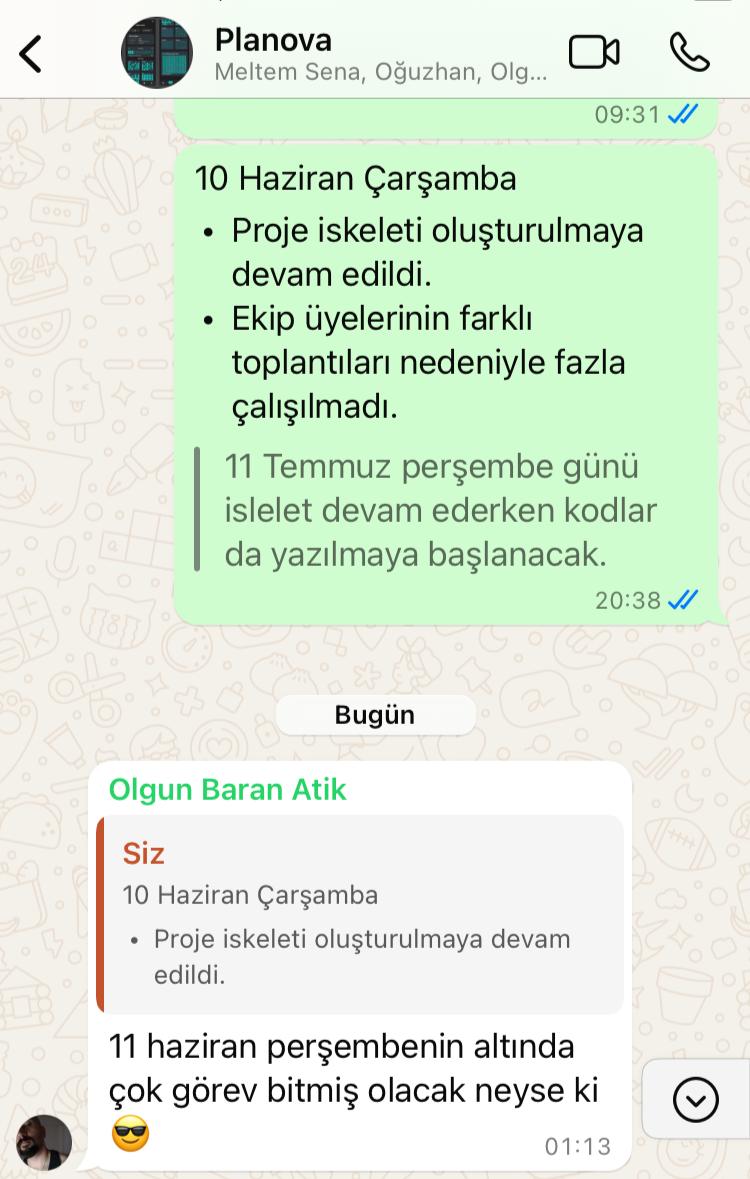 Planova
Meltem Sena, Oğuzhan, Olg...
09:31
10 Haziran Çarşamba
• Proje iskeleti oluşturulmaya
devam edildi.
• Ekip üyelerinin farklı
toplantıları nedeniyle fazla
çalışılmadı.
11 Temmuz perşembe günü
islelet devam ederken kodlar
da yazılmaya başlanacak.
20:38
Bugün
Olgun Baran Atik
Siz
10 Haziran Çarşamba
• Proje iskeleti oluşturulmaya devam
edildi.
11 haziran perşembenin altında
çok görev bitmiş olacak neyse ki
😎
01:13